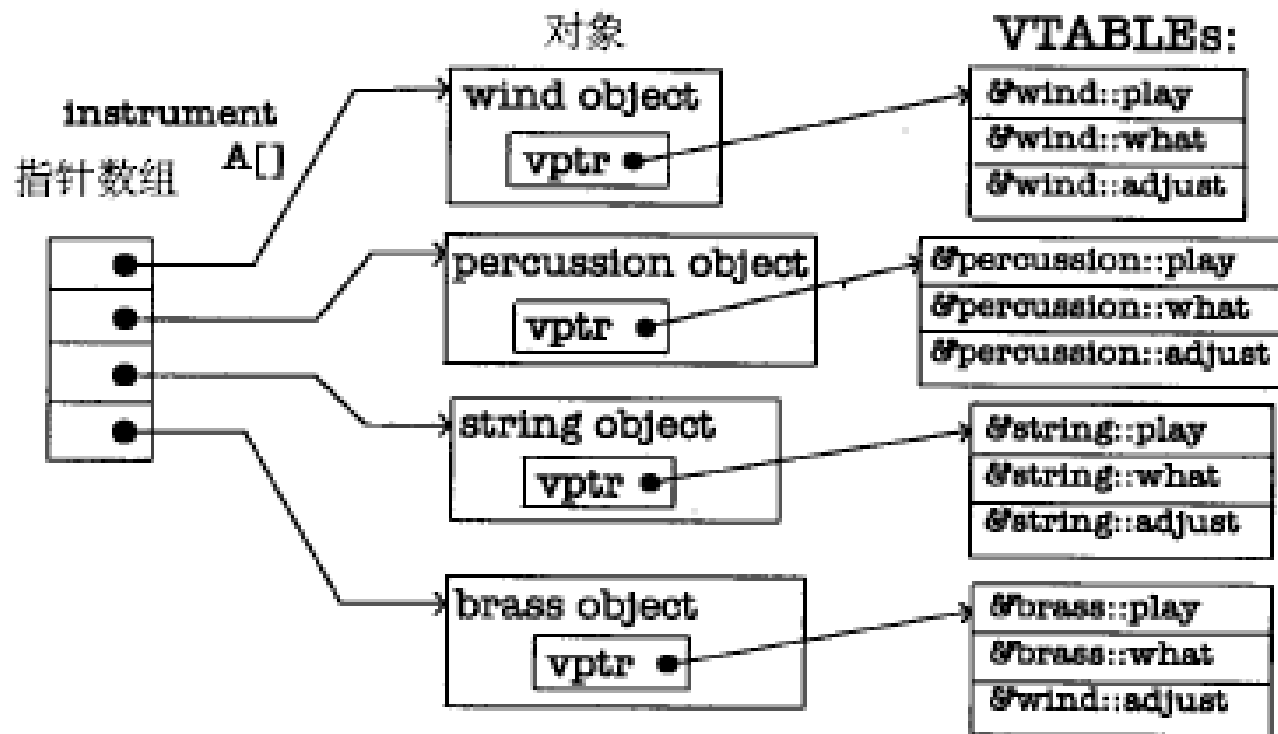 对象
VTABLEs:
instrument
A[]
指针数组
wind object
vptr
&wind::play
&wind::what
&wind::adjust
percussion object
vptr
&percussion::play
&percussion::what
&percussion::adjust
string object
vptr
&string::play
&string::what
&string::adjust
brass object
vptr
&brass::play
&brass::what
&wind::adjust